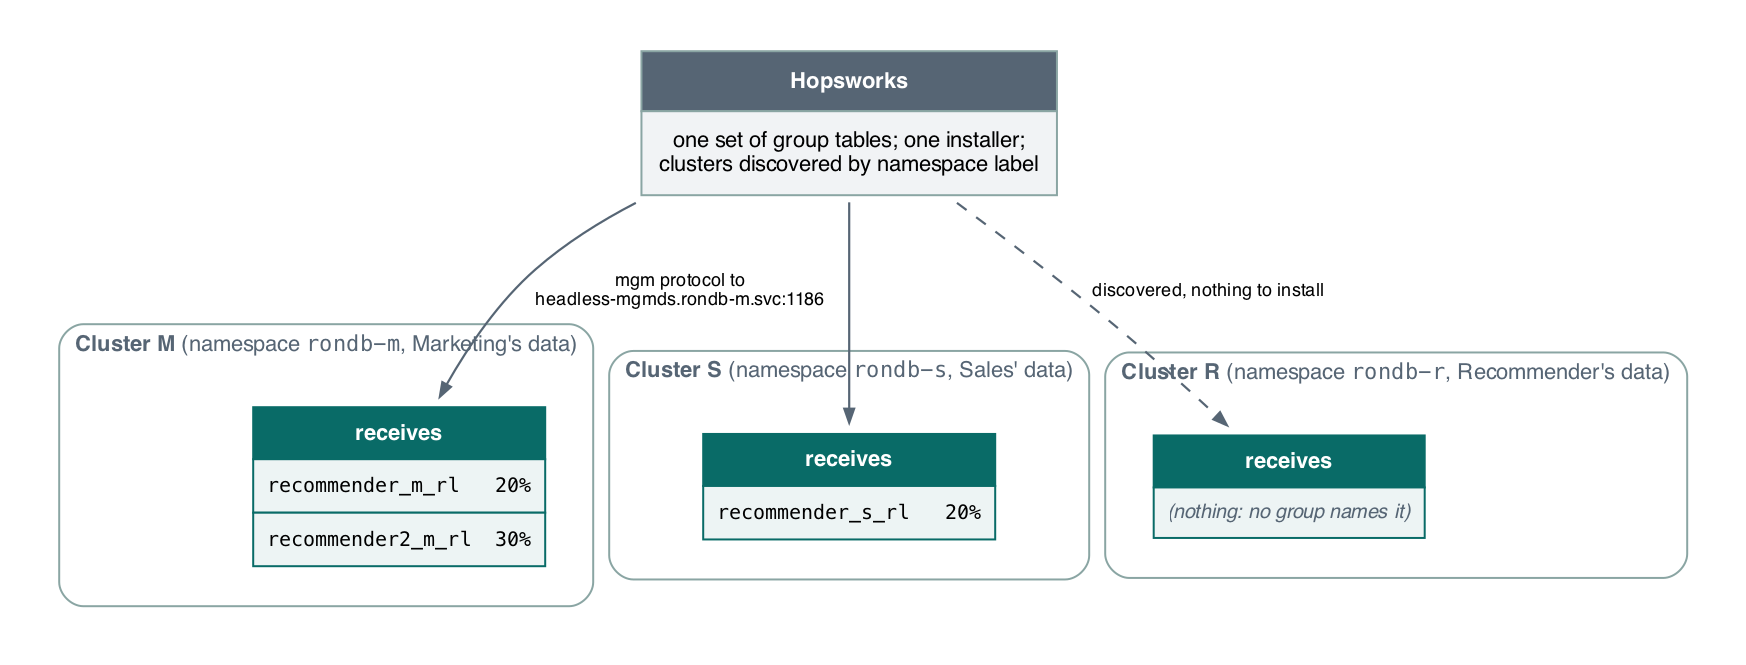 Hopsworks
one set of group tables; one installer;
clusters discovered by namespace label
mgm protocol to
headless-mgmds.rondb-m.svc:1186
discovered, nothing to install
Cluster M (namespace rondb-m, Marketing's data)
receives
recommender_m_rl 20%
recommender2_m_rl 30%
Cluster S (namespace rondb-s, Sales' data)
receives
recommender_s_rl 20%
Cluster R (namespace rondb-r, Recommender's data)
receives
(nothing: no group names it)